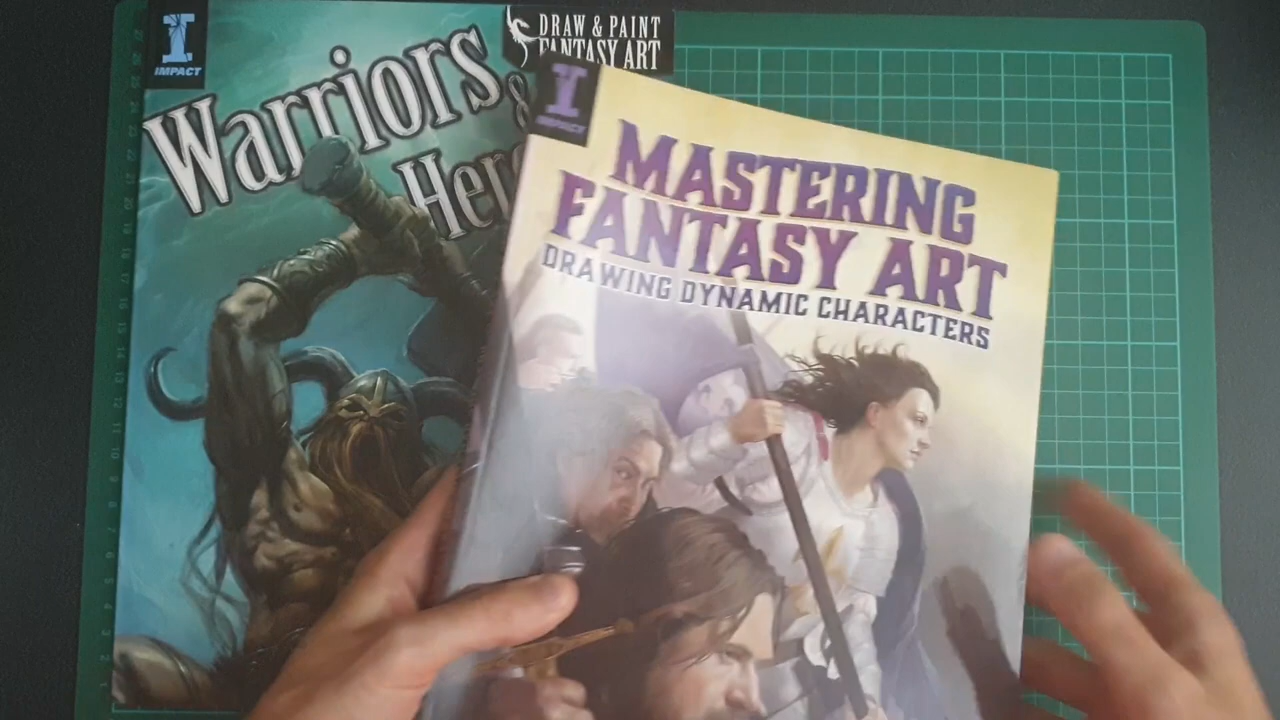 IMPACT
Warriors
&
Her
DRAW & PAINT
FANTASY ART
IMPACT
MASTERING
FANTASY ART
DRAWING DYNAMIC CHARACTERS